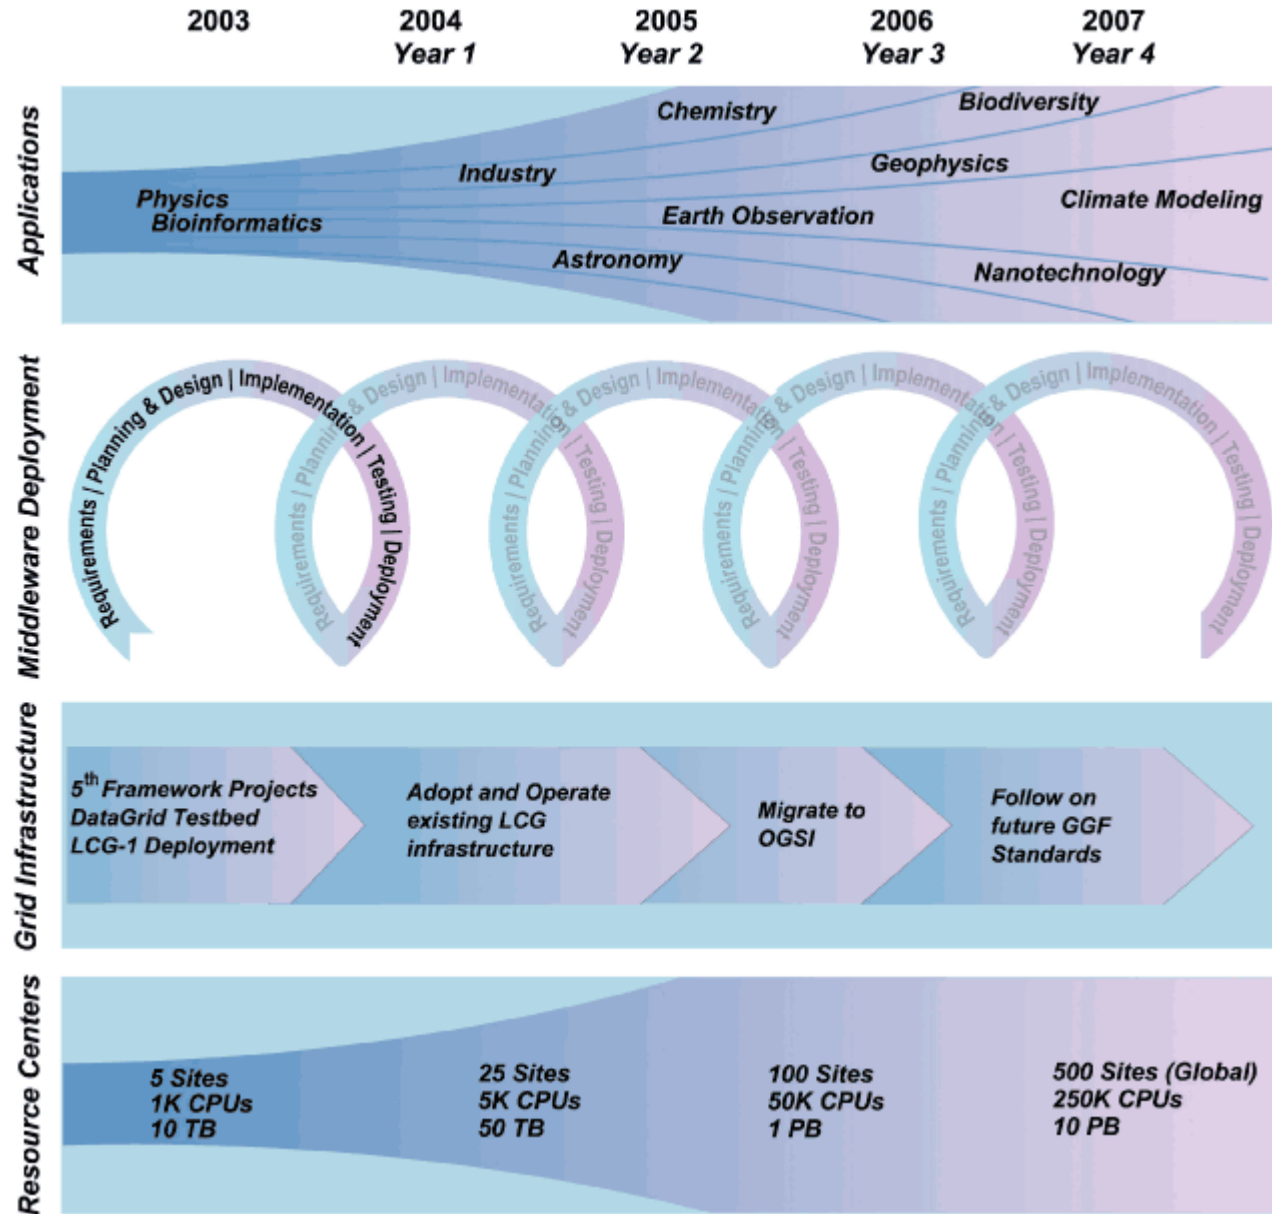 2003
2004
Year 1
2005
Year 2
2006
Year 3
2007
Year 4
Applications
Chemistry
Biodiversity
Industry
Geophysics
Physics
Bioinformatics
Climate Modeling
Earth Observation
Astronomy
Nanotechnology
Middleware Deployment
Requirements | Planning & Design | Implementation | Testing | Deployment
Requirements | Planning & Design | Implementation | Testing | Deployment
Requirements | Planning & Design | Implementation | Testing | Deployment
Requirements | Planning & Design | Implementation | Testing | Deployment
Requirements | Planning & Design | Implementation | Testing | Deployment
Grid Infrastructure
5th Framework Projects
DataGrid Testbed
LCG-1 Deployment
Adopt and Operate
existing LCG
infrastructure
Migrate to
OGSI
Follow on
future GGF
Standards
Resource Centers
5 Sites
1K CPUs
10 TB
25 Sites
5K CPUs
50 TB
100 Sites
50K CPUs
1 PB
500 Sites (Global)
250K CPUs
10 PB